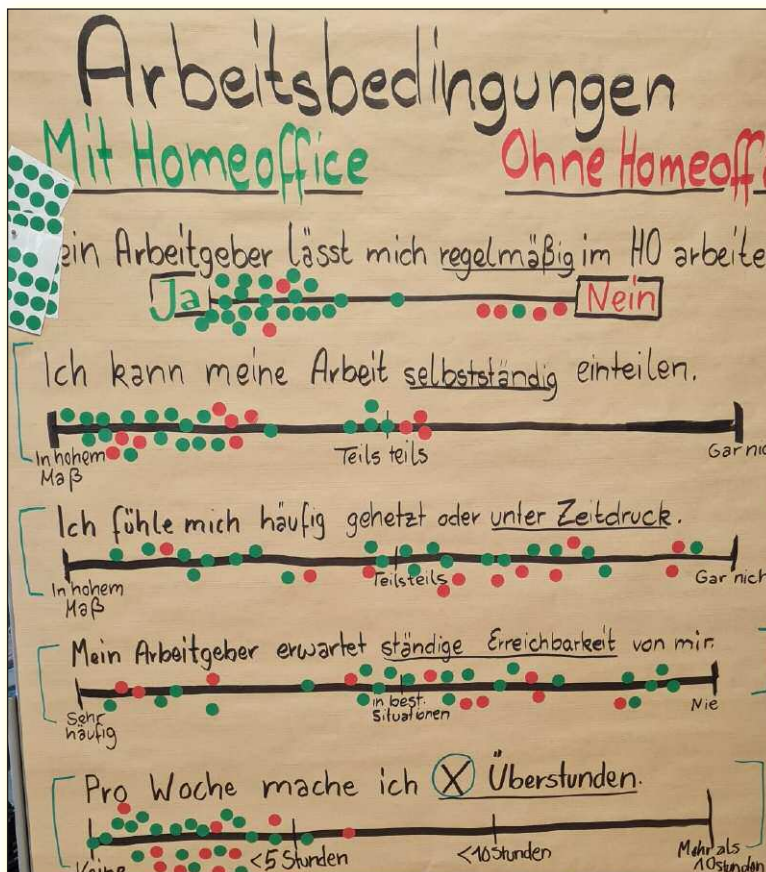 Arbeitsbedingungen
Mit Homeoffice Ohne Homeoff
ein Arbeitgeber lässt mich regelmäßig im HO arbeite
Ja Nein
Ich kann meine Arbeit selbstständig einteilen.
In hohem Maß Teils teils Gar nic
Ich fühle mich häufig gehetzt oder unter Zeitdruck.
In hohem Maß Teils teils Gar nich
Mein Arbeitgeber erwartet ständige Erreichbarkeit von mir.
Sehr häufig in best. Situationen Nie
Pro Woche mache ich X Überstunden.
Keine <5 Stunden <10 Stunden Mehr als 10 Stunden